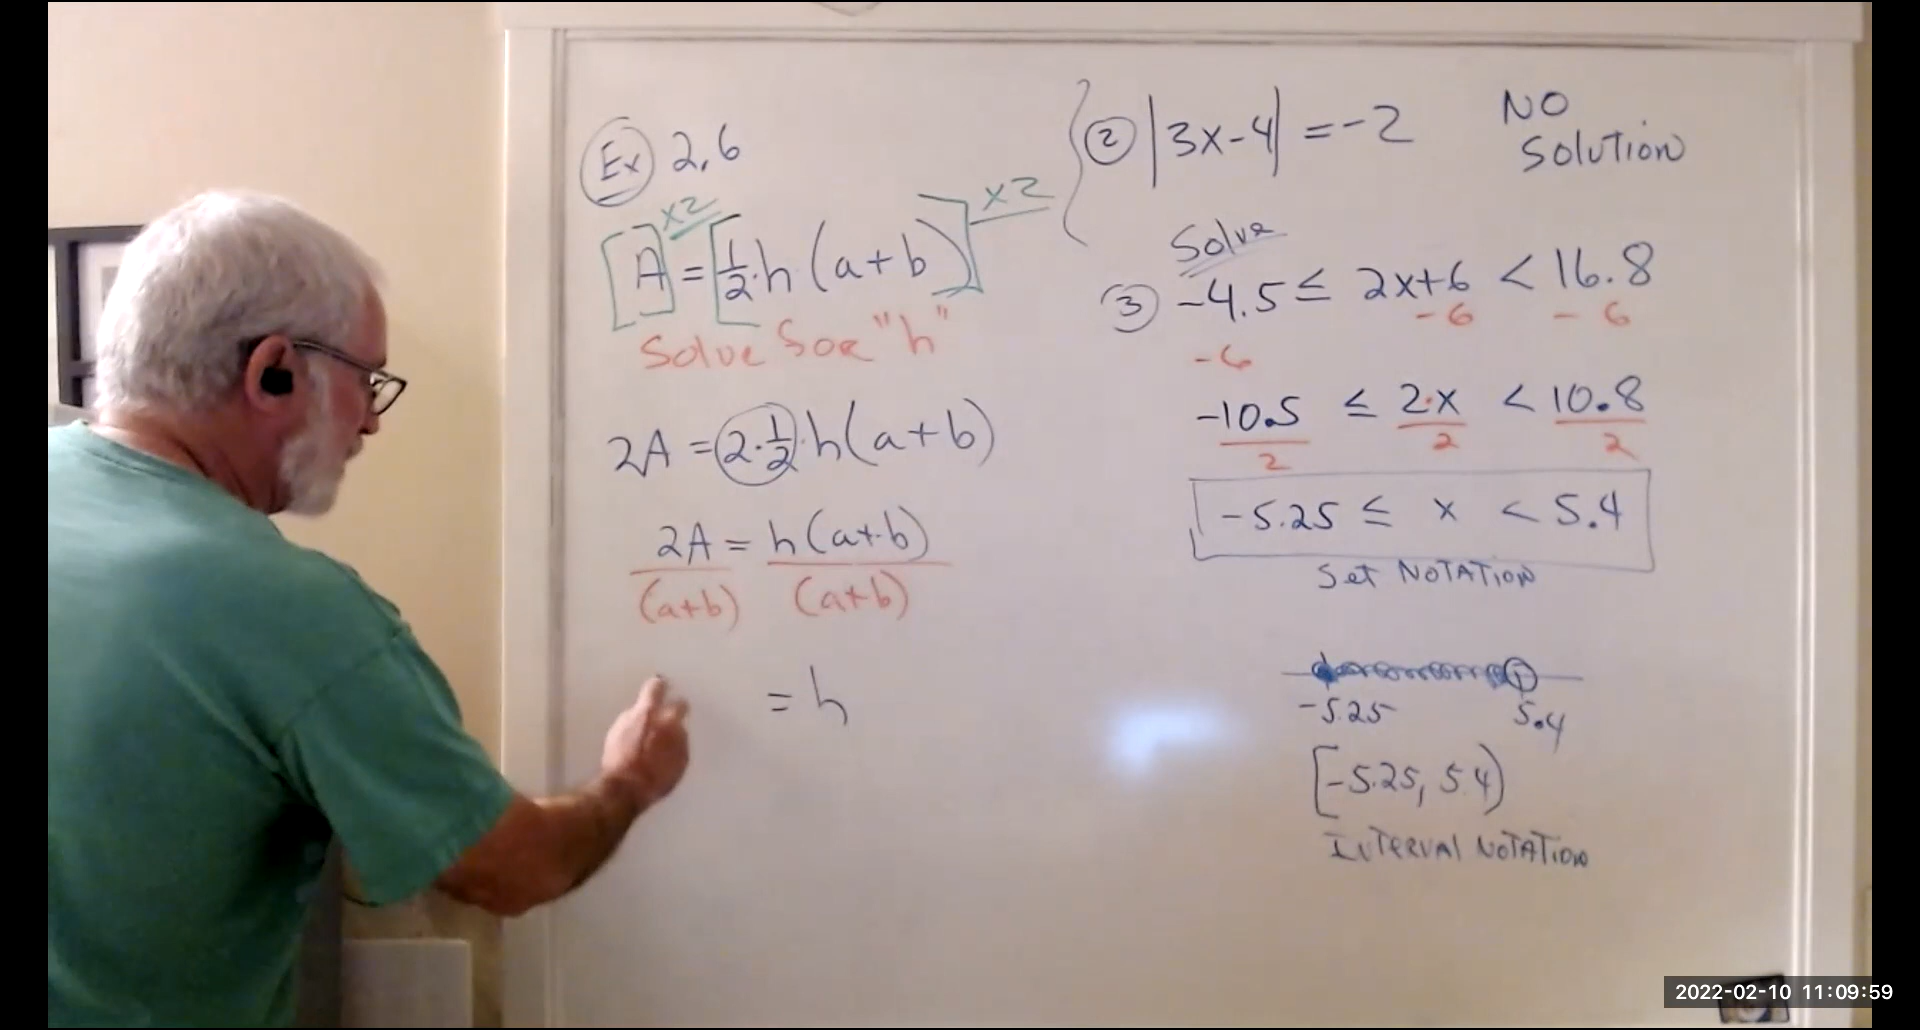 Ex 2.6
[A]x2 = [1/2·h(a+b)]x2
Solve for "h"
2A = 2·1/2·h(a+b)
2A = h(a+b)
(a+b) (a+b)
= h
② |3x-4| = -2
NO
Solution
Solve
③ -4.5 ≤ 2x+6 < 16.8
-6 -6 -6
-10.5 ≤ 2·x < 10.8
2 2 2
-5.25 ≤ x < 5.4
Set NOTATION
-5.25 5.4
[-5.25, 5.4)
INTERVAL NOTATION
2022-02-10 11:09:59